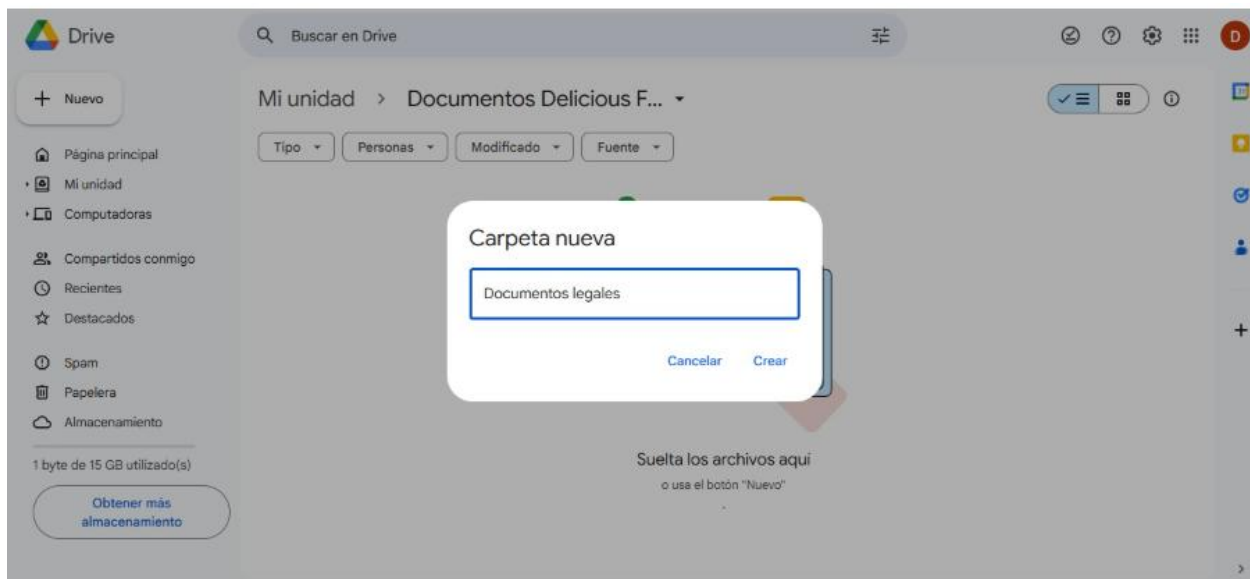 Drive
Buscar en Drive
D
Nuevo
Mi unidad > Documentos Delicious F...
Tipo
Personas
Modificado
Fuente
Página principal
Mi unidad
Computadoras
Compartidos conmigo
Recientes
Destacados
Spam
Papelera
Almacenamiento
1 byte de 15 GB utilizado(s)
Obtener más
almacenamiento
Carpeta nueva
Documentos legales
Cancelar
Crear
Suelta los archivos aquí
o usa el botón "Nuevo"